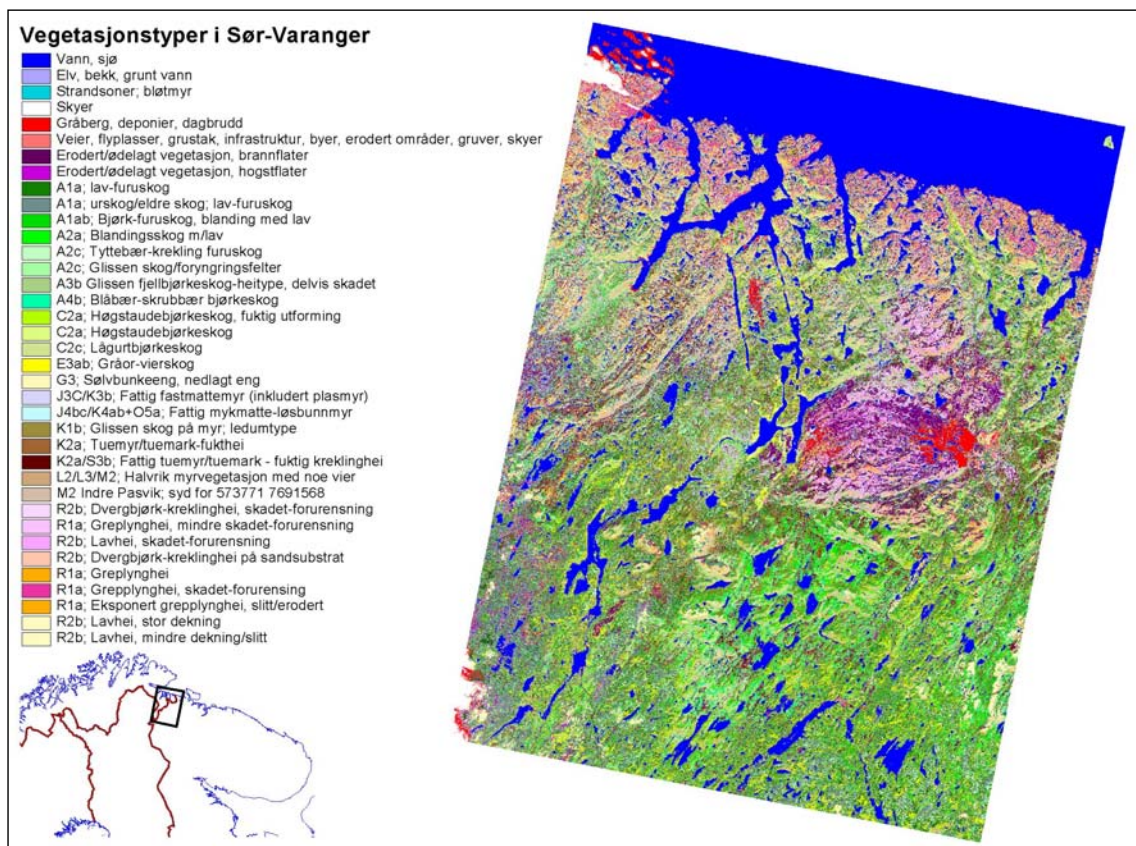 Vegetasjonstyper i Sør-Varanger
Vann, sjø
Elv, bekk, grunt vann
Strandsoner; bløtmyr
Skyer
Gråberg, deponier, dagbrudd
Veier, flyplasser, grustak, infrastruktur, byer, erodert områder, gruver, skyer
Erodert/ødelagt vegetasjon, brannflater
Erodert/ødelagt vegetasjon, hogstflater
A1a; lav-furuskog
A1a; urskog/eldre skog; lav-furuskog
A1ab; Bjørk-furuskog, blanding med lav
A2a; Blandingsskog m/lav
A2c; Tyttebær-krekling furuskog
A2c; Glissen skog/foryngringsfelter
A3b Glissen fjellbjørkeskog-heitype, delvis skadet
A4b; Blåbær-skrubbær bjørkeskog
C2a; Høgstaudebjørkeskog, fuktig utforming
C2a; Høgstaudebjørkeskog
C2c; Lågurtbjørkeskog
E3ab; Gråor-vierskog
G3; Sølvbunkeeng, nedlagt eng
J3C/K3b; Fattig fastmattemyr (inkludert plasmyr)
J4bc/K4ab+O5a; Fattig mykmatte-løsbunnmyr
K1b; Glissen skog på myr; ledumtype
K2a; Tuemyr/tuemark-fukthei
K2a/S3b; Fattig tuemyr/tuemark - fuktig kreklinghei
L2/L3/M2; Halvrik myrvegetasjon med noe vier
M2 Indre Pasvik; syd for 573771 7691568
R2b; Dvergbjørk-kreklinghei, skadet-forurensning
R1a; Greplynghei, mindre skadet-forurensning
R2b; Lavhei, skadet-forurensning
R2b; Dvergbjørk-kreklinghei på sandsubstrat
R1a; Greplynghei
R1a; Grepplynghei, skadet-forurensing
R1a; Eksponert grepplynghei, slitt/erodert
R2b; Lavhei, stor dekning
R2b; Lavhei, mindre dekning/slitt